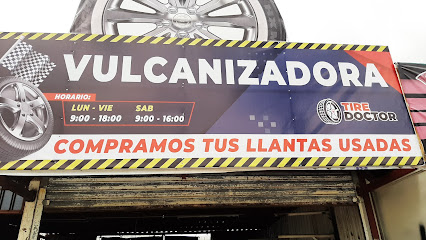 VULCANIZADORA
HORARIO:
LUN - VIE SAB
9:00 - 18:00 9:00 - 16:00
TIRE
DOCTOR
COMPRAMOS TUS LLANTAS USADAS